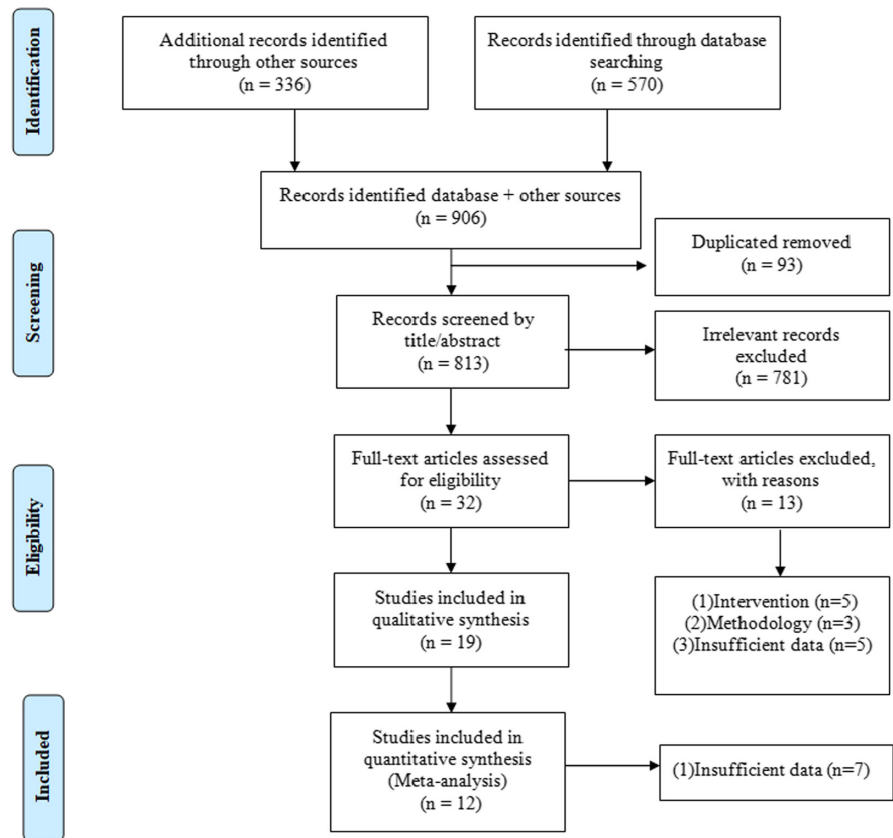 Identification
Additional records identified
through other sources
(n = 336)
Records identified through database
searching
(n = 570)
Records identified database + other sources
(n = 906)
Screening
Duplicated removed
(n = 93)
Records screened by
title/abstract
(n = 813)
Irrelevant records
excluded
(n = 781)
Eligibility
Full-text articles assessed
for eligibility
(n = 32)
Full-text articles excluded,
with reasons
(n = 13)
Studies included in
qualitative synthesis
(n = 19)
(1)Intervention (n=5)
(2)Methodology (n=3)
(3)Insufficient data (n=5)
Included
Studies included in
quantitative synthesis
(Meta-analysis)
(n = 12)
(1)Insufficient data (n=7)